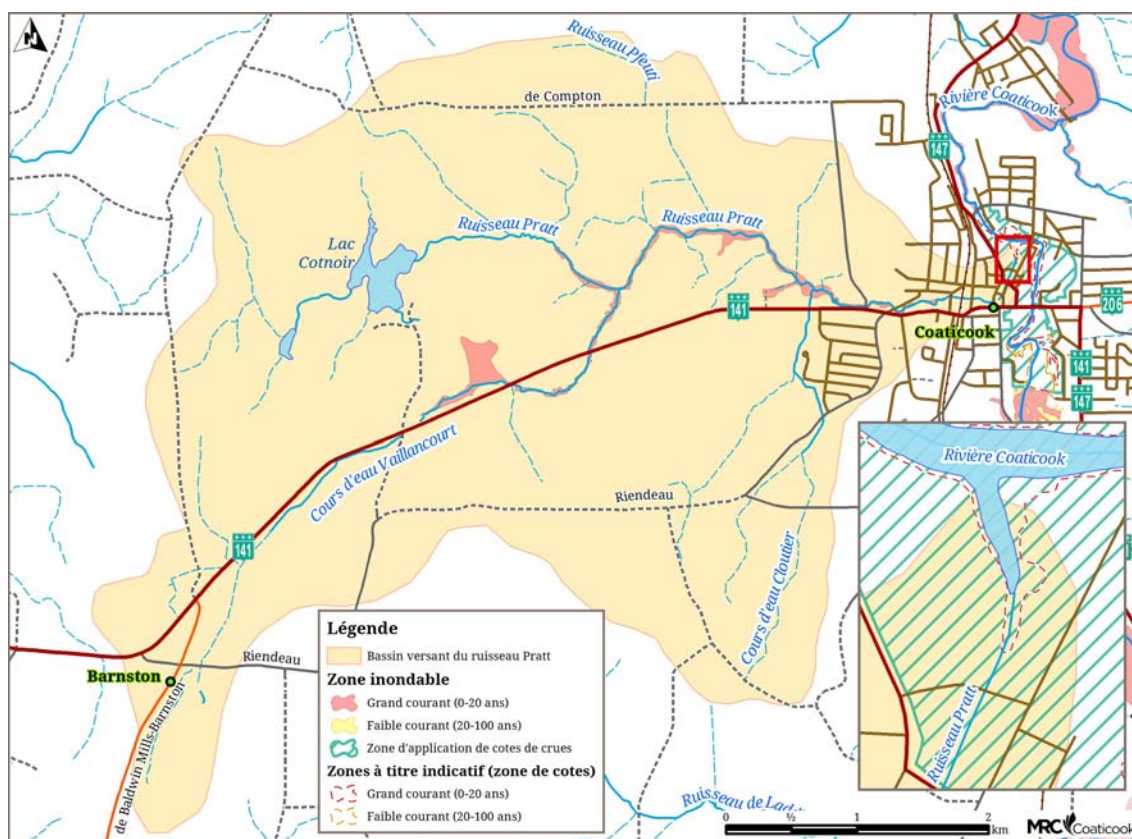 N
Ruisseau Pfeuti
de Compton
Rivière Coaticook
147
Ruisseau Pratt
Ruisseau Pratt
Lac
Cotnoir
141
206
Coaticook
141
147
Cours d'eau Vaillancourt
Rivière Coaticook
Riendeau
141
Cours d'eau Cloutier
Ruisseau Pratt
Riendeau
Barnston
de Baldwin Mills-Barnston
Légende
Bassin versant du ruisseau Pratt
Zone inondable
Grand courant (0-20 ans)
Faible courant (20-100 ans)
Zone d'application de cotes de crues
Zones à titre indicatif (zone de cotes)
Grand courant (0-20 ans)
Faible courant (20-100 ans)
Ruisseau de
0 ½ 1 2
km
MRC Coaticook